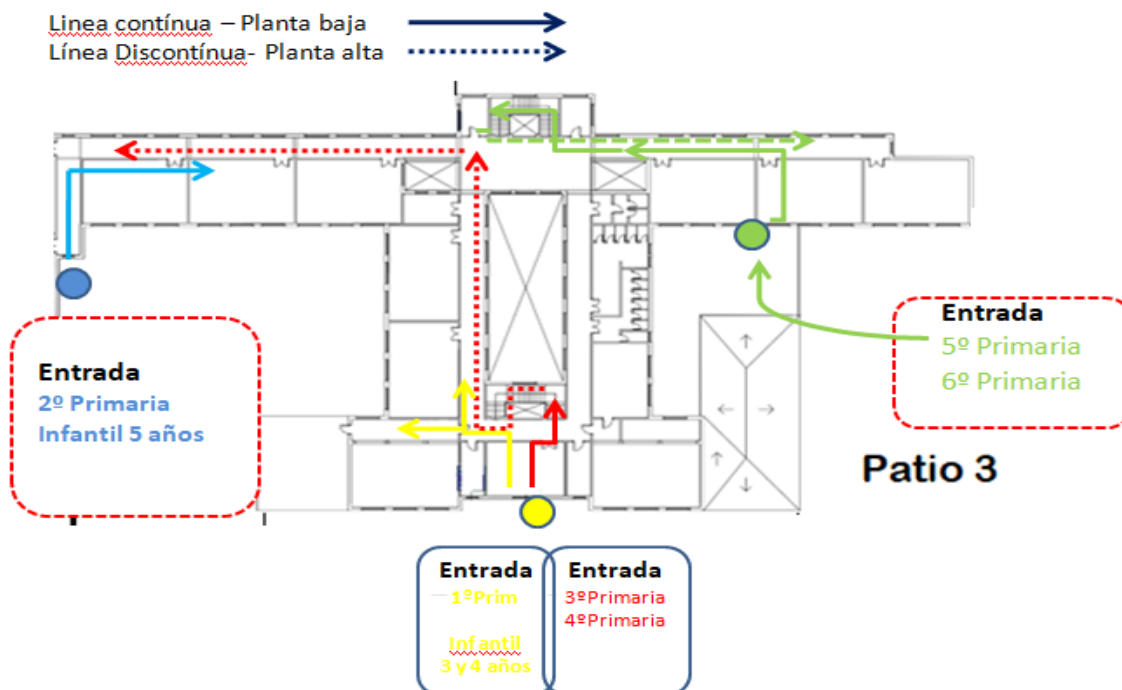 Linea contínua – Planta baja
Línea Discontínua- Planta alta
Entrada
2º Primaria
Infantil 5 años
Entrada
5º Primaria
6º Primaria
Patio 3
Entrada
1ºPrim
Infantil
3 y 4 años
Entrada
3ºPrimaria
4ºPrimaria